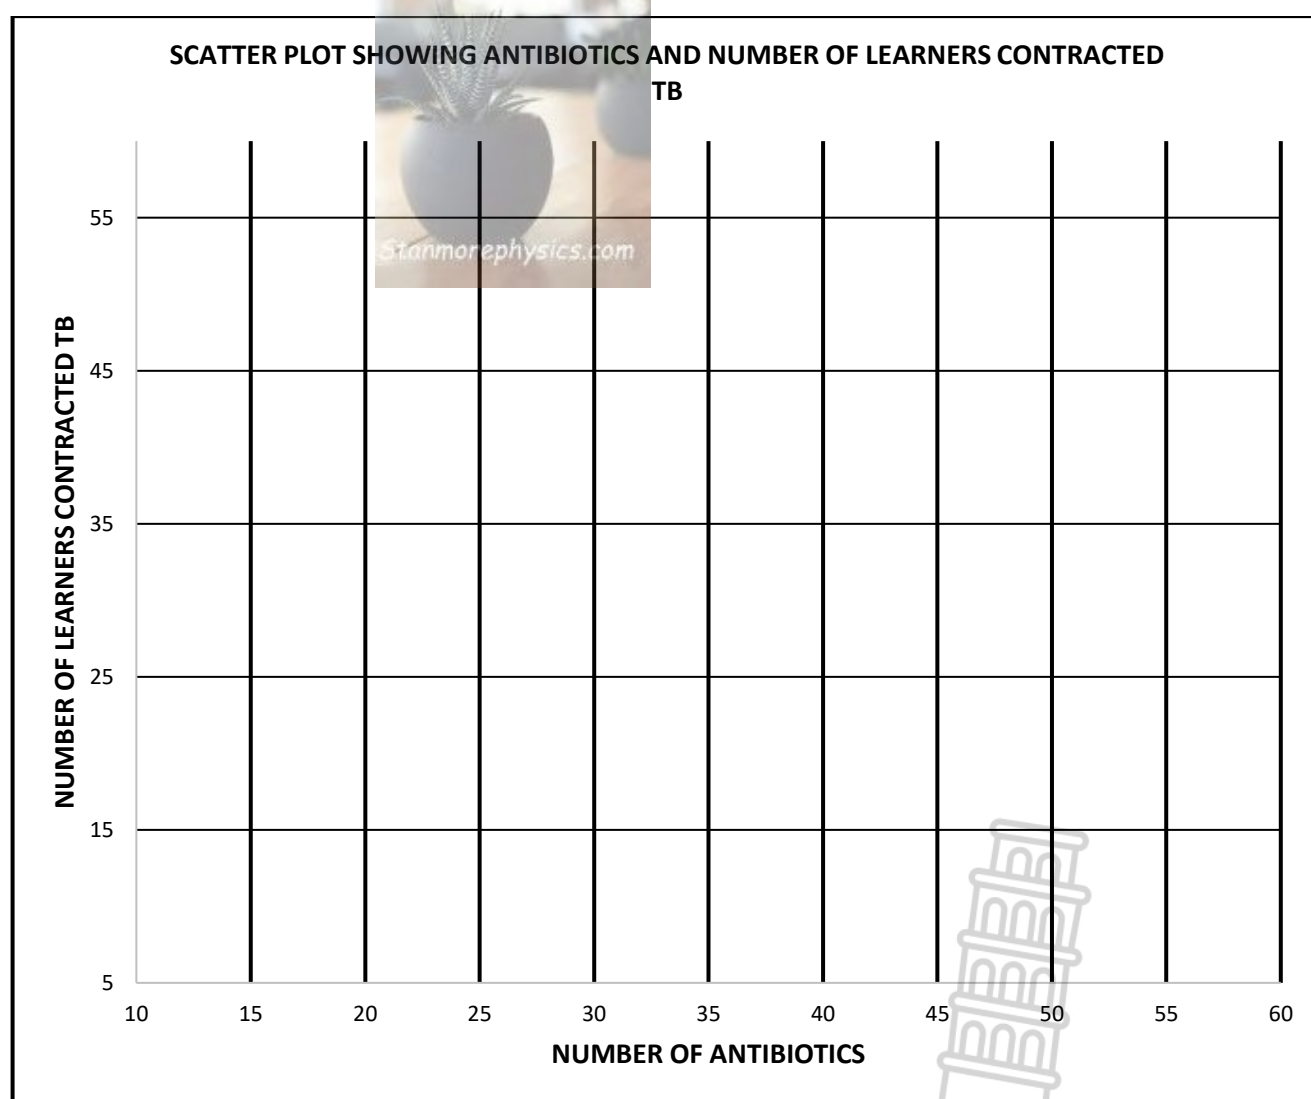 SCATTER PLOT SHOWING ANTIBIOTICS AND NUMBER OF LEARNERS CONTRACTED
TB
Stanmorephysics.com
NUMBER OF LEARNERS CONTRACTED TB
55
45
35
25
15
5
10 15 20 25 30 35 40 45 50 55 60
NUMBER OF ANTIBIOTICS